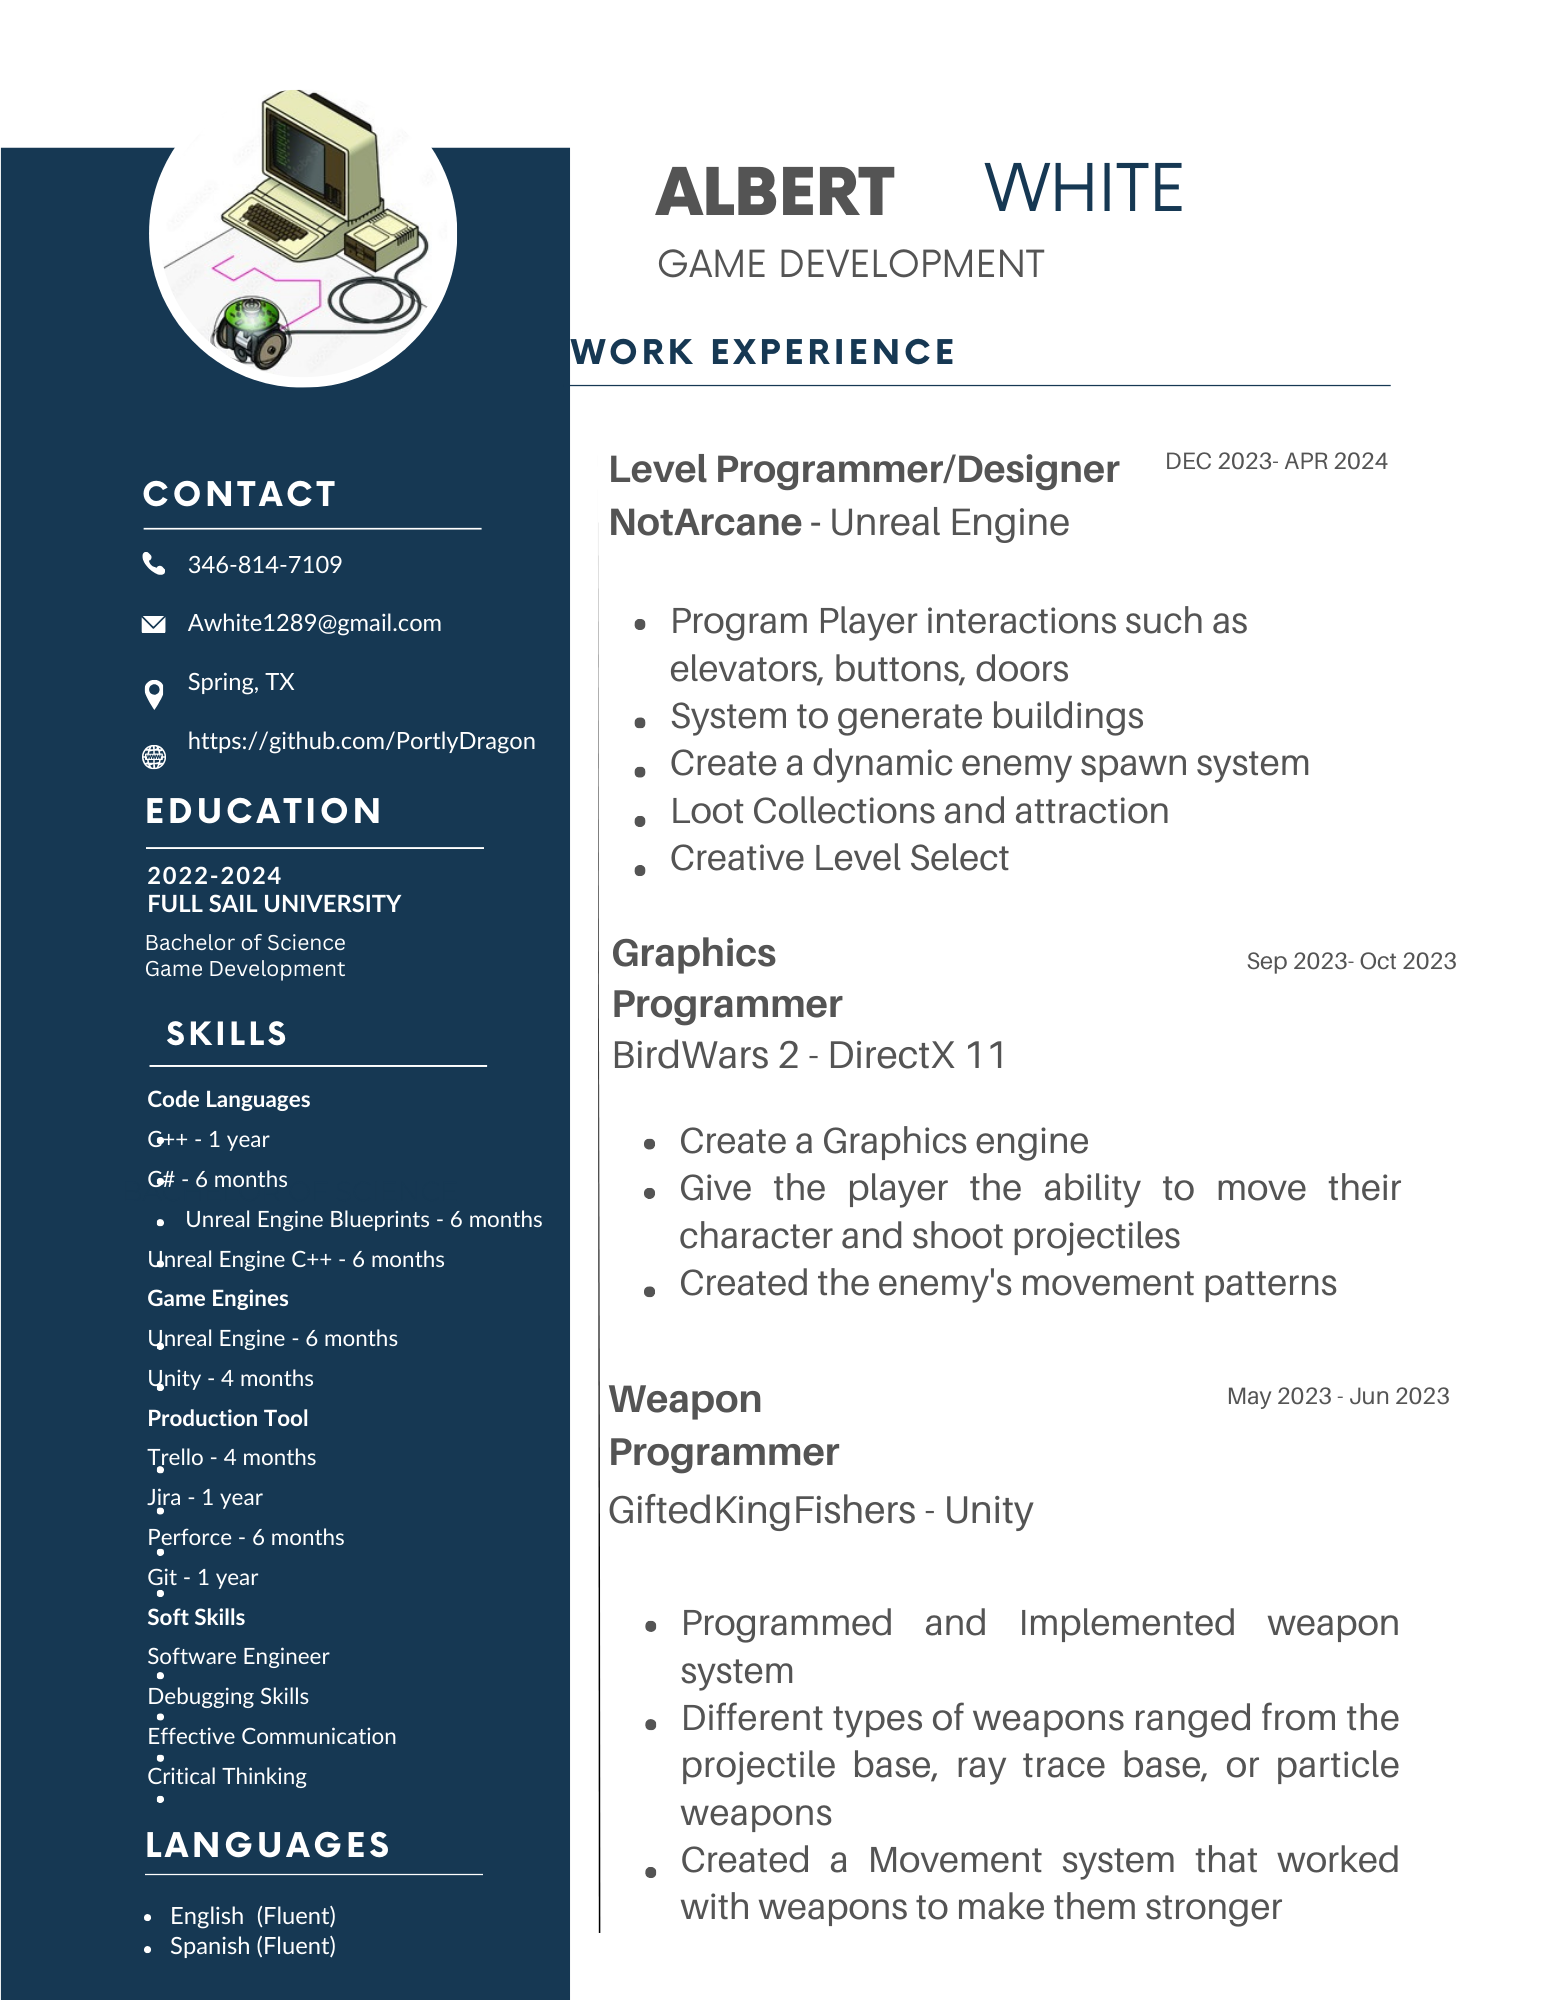 ALBERT WHITE
GAME DEVELOPMENT
WORK EXPERIENCE
Level Programmer/Designer DEC 2023- APR 2024
NotArcane - Unreal Engine
• Program Player interactions such as
elevators, buttons, doors
• System to generate buildings
• Create a dynamic enemy spawn system
• Loot Collections and attraction
• Creative Level Select
Graphics Sep 2023- Oct 2023
Programmer
BirdWars 2 - DirectX 11
• Create a Graphics engine
• Give the player the ability to move their
character and shoot projectiles
• Created the enemy's movement patterns
Weapon May 2023 - Jun 2023
Programmer
GiftedKingFishers - Unity
• Programmed and Implemented weapon
system
• Different types of weapons ranged from the
projectile base, ray trace base, or particle
weapons
• Created a Movement system that worked
with weapons to make them stronger
CONTACT
346-814-7109
Awhite1289@gmail.com
Spring, TX
https://github.com/PortlyDragon
EDUCATION
2022-2024
FULL SAIL UNIVERSITY
Bachelor of Science
Game Development
SKILLS
Code Languages
C++ - 1 year
C# - 6 months
• Unreal Engine Blueprints - 6 months
Unreal Engine C++ - 6 months
Game Engines
Unreal Engine - 6 months
Unity - 4 months
Production Tool
Trello - 4 months
Jira - 1 year
Perforce - 6 months
Git - 1 year
Soft Skills
Software Engineer
Debugging Skills
Effective Communication
Critical Thinking
LANGUAGES
• English (Fluent)
• Spanish (Fluent)